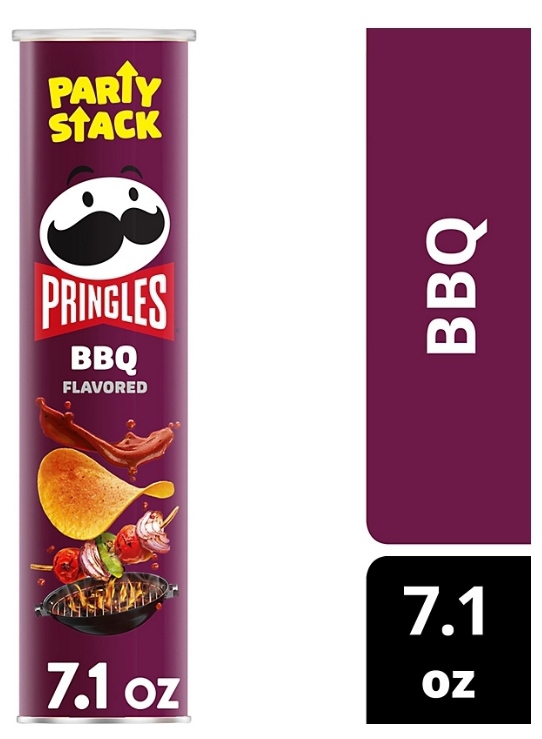 PARTY
STACK
PRINGLES
BBQ
FLAVORED
7.1 oz
BBQ
7.1
oz